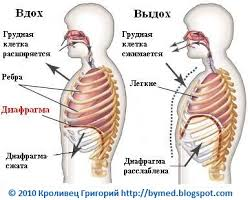 Вдох
Выдох
Грудная
клетка
расширяется
Грудная
клетка
сжимается
Ребра
Легкие
Диафрагма
Диафрагма
сжата
Диафрагма
расслаблена
© 2010 Кроливец Григорий http://bymed.blogspot.com